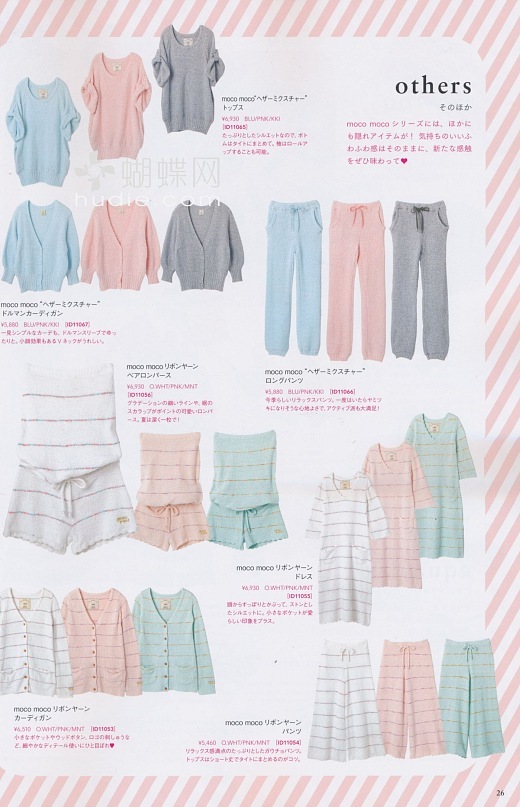 others
そのほか
moco moco シリーズには、ほかに
も隠れアイテムが！ 気持ちのいいふ
わふわ感はそのままに、新たな感触
をぜひ味わって♥
moco moco“ヘザーミクスチャー”
トップス
¥6,930 BLU/PNK/KKI
[ID11065]
たっぷりとしたシルエットなので、ボト
ムはタイトにまとめて。袖はロールア
ップすることも可能。
蝴蝶网
hudie.com
moco moco “ヘザーミクスチャー”
ドルマンカーディガン
¥5,880 BLU/PNK/KKI [ID11067]
一見シンプルなカーデも、ドルマンスリーブでゆっ
たりと。小顔効果もあるVネックがうれしい。
moco moco “ヘザーミクスチャー”
ロングパンツ
¥5,880 BLU/PNK/KKI [ID11066]
今季らしいリラックスパンツ。一度はいたらヤミツ
キになりそうな心地よさで、アクティブ派も大満足！
moco moco リボンヤーン
ベアロンパース
¥6,930 O.WHT/PNK/MNT
[ID11056]
グラデーションの細いラインや、裾の
スカラップがポイントの可愛いロンパ
ース。夏は涼く一枚で！
moco moco リボンヤーン
ドレス
¥6,930 O.WHT/PNK/MNT
[ID11055]
頭からすっぽりとかぶって、ストンとし
たシルエットに。小さなポケットが愛
らしい印象をプラス。
moco moco リボンヤーン
カーディガン
¥6,510 O.WHT/PNK/MNT [ID11053]
小さなポケットやウッドボタン、ロゴの刺しゅうな
ど、細やかなディテール使いにひと目ぼれ♥
moco moco リボンヤーン
パンツ
¥5,460 O.WHT/PNK/MNT [ID11054]
リラックス感満点のたっぷりとしたガウチョパンツ。
トップスはショート丈でタイトにまとめるのがコツ。
26